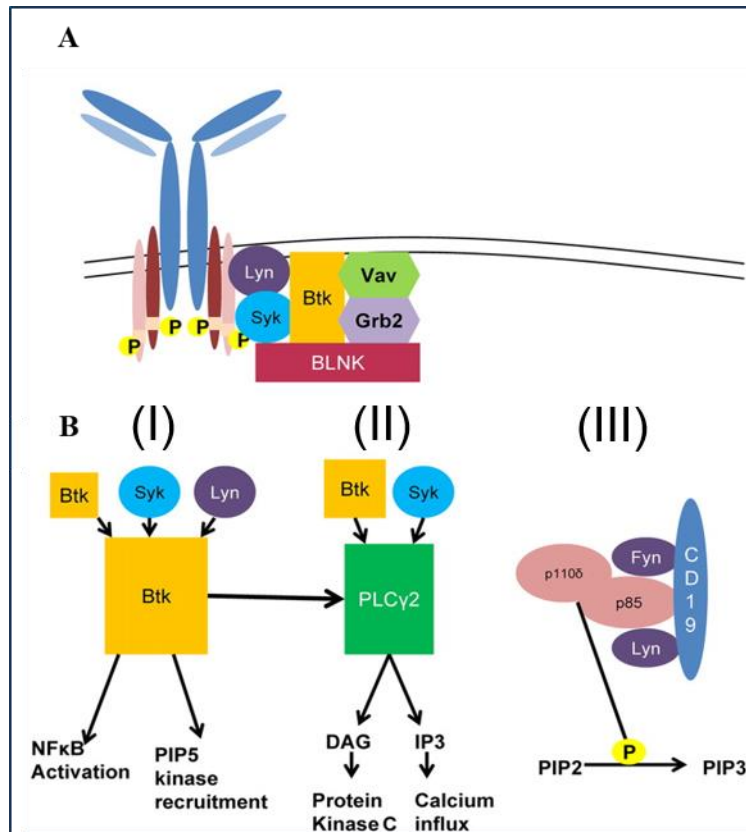 A
Lyn
Syk
Btk
Vav
Grb2
BLNK
P
P
P
P
B
(I)
(II)
(III)
Btk
Syk
Lyn
Btk
NFκB
Activation
PIP5
kinase
recruitment
Btk
Syk
PLCγ2
DAG
IP3
Protein
Kinase C
Calcium
influx
p110δ
p85
Fyn
Lyn
CD19
P
PIP2
PIP3